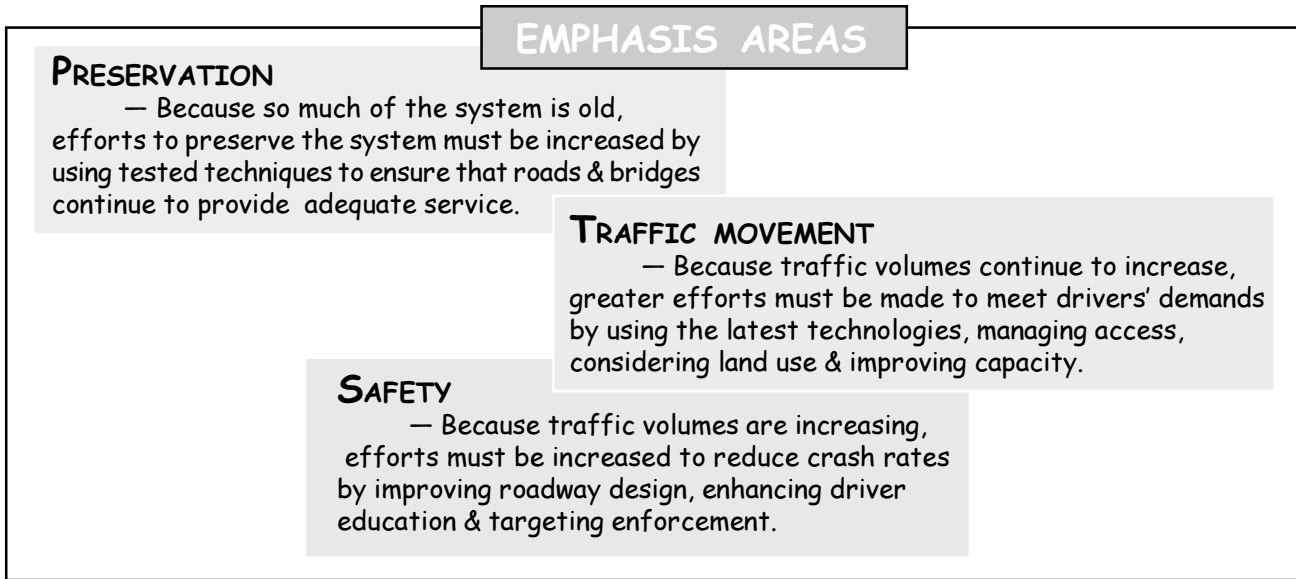 EMPHASIS AREAS
PRESERVATION
— Because so much of the system is old,
efforts to preserve the system must be increased by
using tested techniques to ensure that roads & bridges
continue to provide adequate service.
TRAFFIC MOVEMENT
— Because traffic volumes continue to increase,
greater efforts must be made to meet drivers’ demands
by using the latest technologies, managing access,
considering land use & improving capacity.
SAFETY
— Because traffic volumes are increasing,
efforts must be increased to reduce crash rates
by improving roadway design, enhancing driver
education & targeting enforcement.